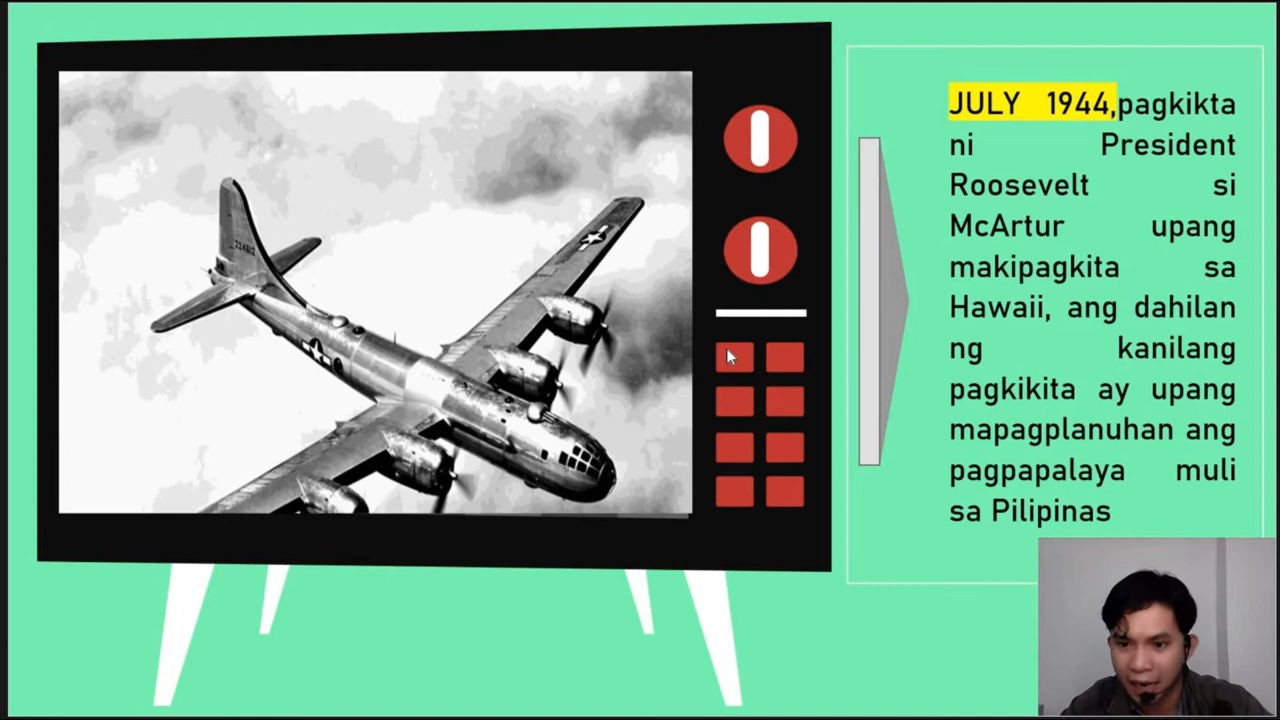 JULY 1944,pagkikta
ni President
Roosevelt si
McArtur upang
makipagkita sa
Hawaii, ang dahilan
ng kanilang
pagkikita ay upang
mapagplanuhan ang
pagpapalaya muli
sa Pilipinas